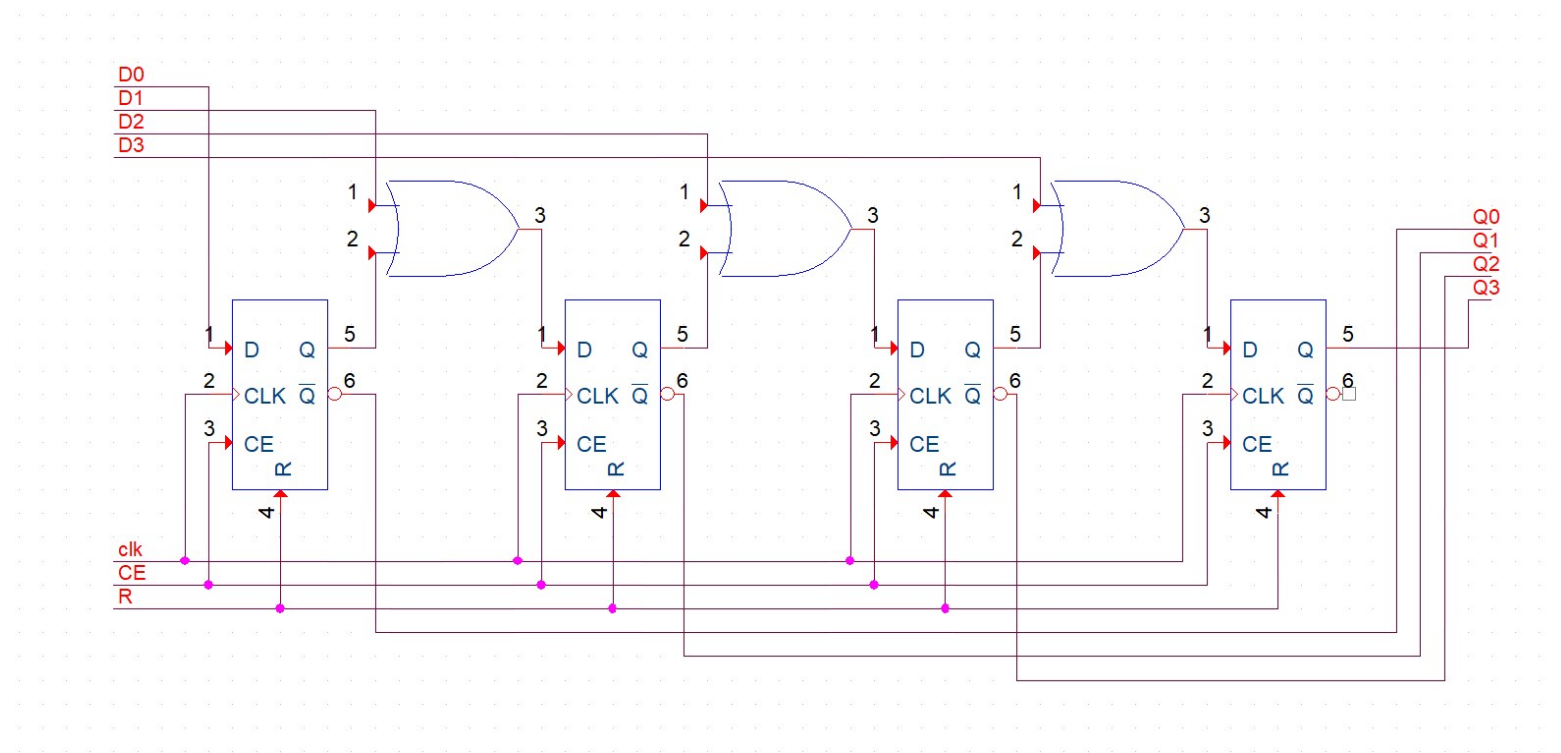 D0
D1
D2
D3
1 3 1 3 1 3
2 2 2
Q0
Q1
Q2
Q3
1 D Q 5 1 D Q 5 1 D Q 5 1 D Q 5
2 CLK Q̅ 6 2 CLK Q̅ 6 2 CLK Q̅ 6 2 CLK Q̅ 6
3 CE 3 CE 3 CE 3 CE
R R R R
4 4 4 4
clk
CE
R